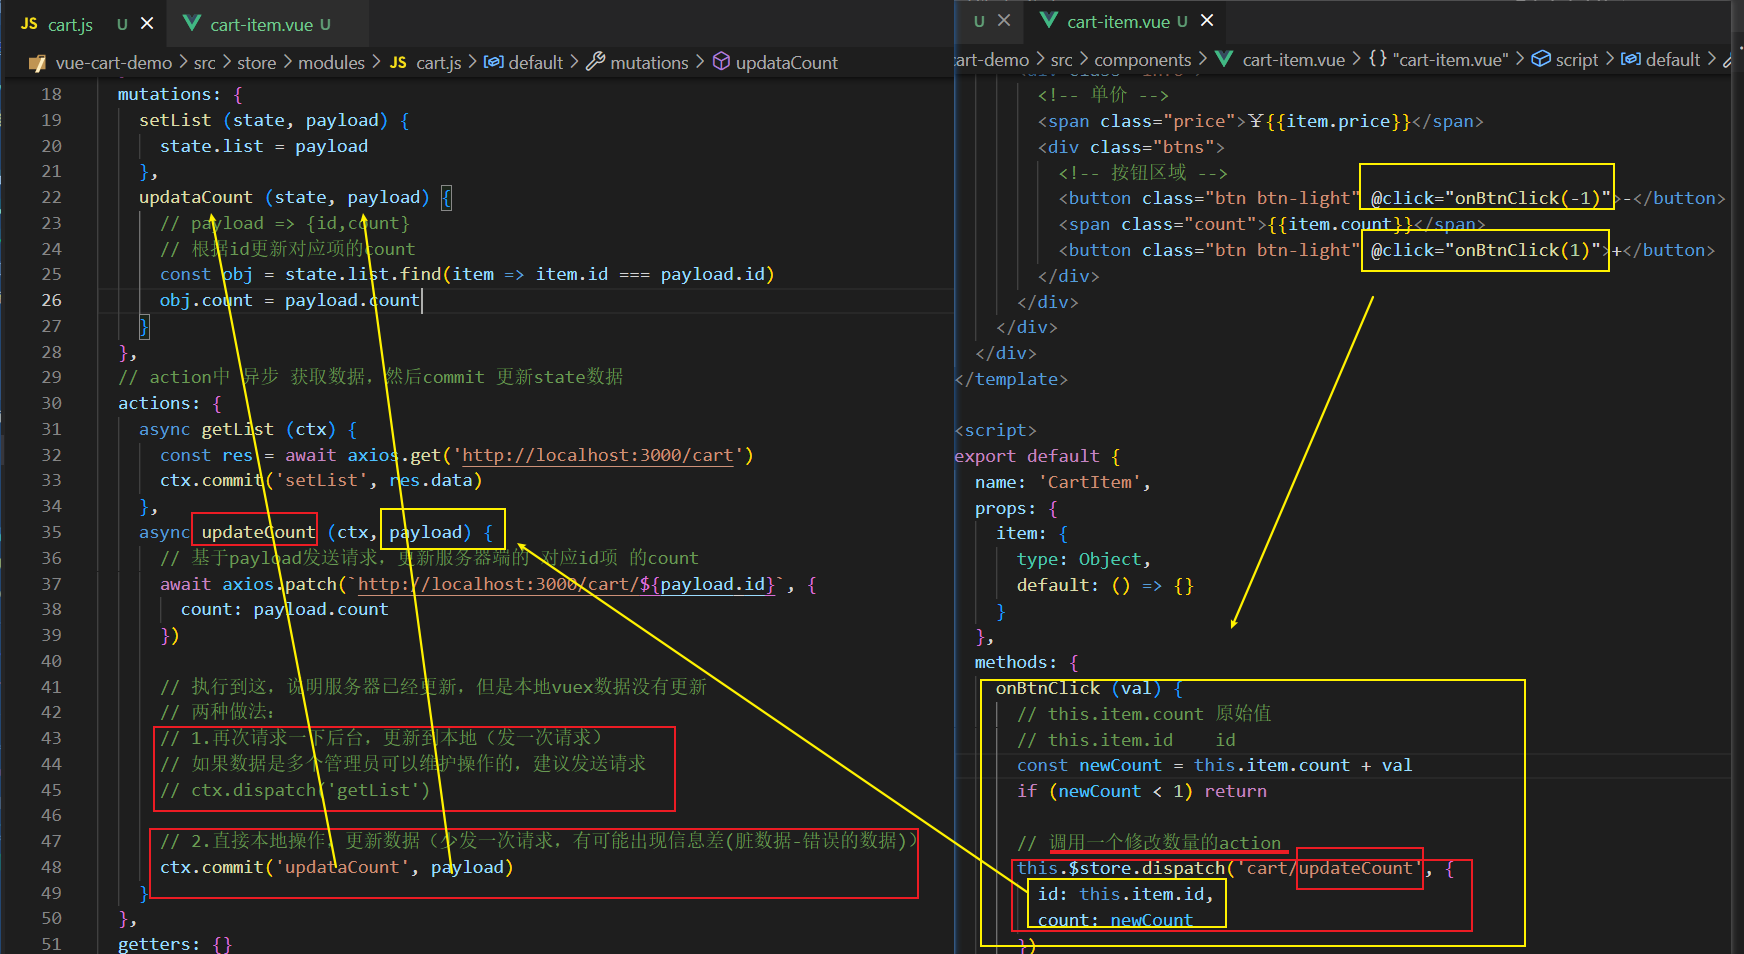 JS cart.js U
cart-item.vue U
vue-cart-demo > src > store > modules > JS cart.js > default > mutations > updataCount
18 mutations: {
19 setList (state, payload) {
20 state.list = payload
21 },
22 updataCount (state, payload) {
23 // payload => {id,count}
24 // 根据id更新对应项的count
25 const obj = state.list.find(item => item.id === payload.id)
26 obj.count = payload.count
27 }
28 },
29 // action中 异步 获取数据，然后commit 更新state数据
30 actions: {
31 async getList (ctx) {
32 const res = await axios.get('http://localhost:3000/cart')
33 ctx.commit('setList', res.data)
34 },
35 async updateCount (ctx, payload) {
36 // 基于payload发送请求，更新服务器端的 对应id项 的count
37 await axios.patch(`http://localhost:3000/cart/${payload.id}`, {
38 count: payload.count
39 })
40
41 // 执行到这，说明服务器已经更新，但是本地vuex数据没有更新
42 // 两种做法：
43 // 1.再次请求一下后台，更新到本地（发一次请求）
44 // 如果数据是多个管理员可以维护操作的，建议发送请求
45 // ctx.dispatch('getList')
46
47 // 2.直接本地操作，更新数据（少发一次请求，有可能出现信息差(脏数据-错误的数据)）
48 ctx.commit('updataCount', payload)
49 }
50 },
51 getters: {}
U
cart-item.vue U
cart-demo > src > components > cart-item.vue > {} "cart-item.vue" > script > default >
<div class="info">
<!-- 单价 -->
<span class="price">¥{{item.price}}</span>
<div class="btns">
<!-- 按钮区域 -->
<button class="btn btn-light" @click="onBtnClick(-1)">-</button>
<span class="count">{{item.count}}</span>
<button class="btn btn-light" @click="onBtnClick(1)">+</button>
</div>
</div>
</div>
</div>
</template>
<script>
export default {
name: 'CartItem',
props: {
item: {
type: Object,
default: () => {}
}
},
methods: {
onBtnClick (val) {
// this.item.count 原始值
// this.item.id id
const newCount = this.item.count + val
if (newCount < 1) return
// 调用一个修改数量的action
this.$store.dispatch('cart/updateCount', {
id: this.item.id,
count: newCount
})